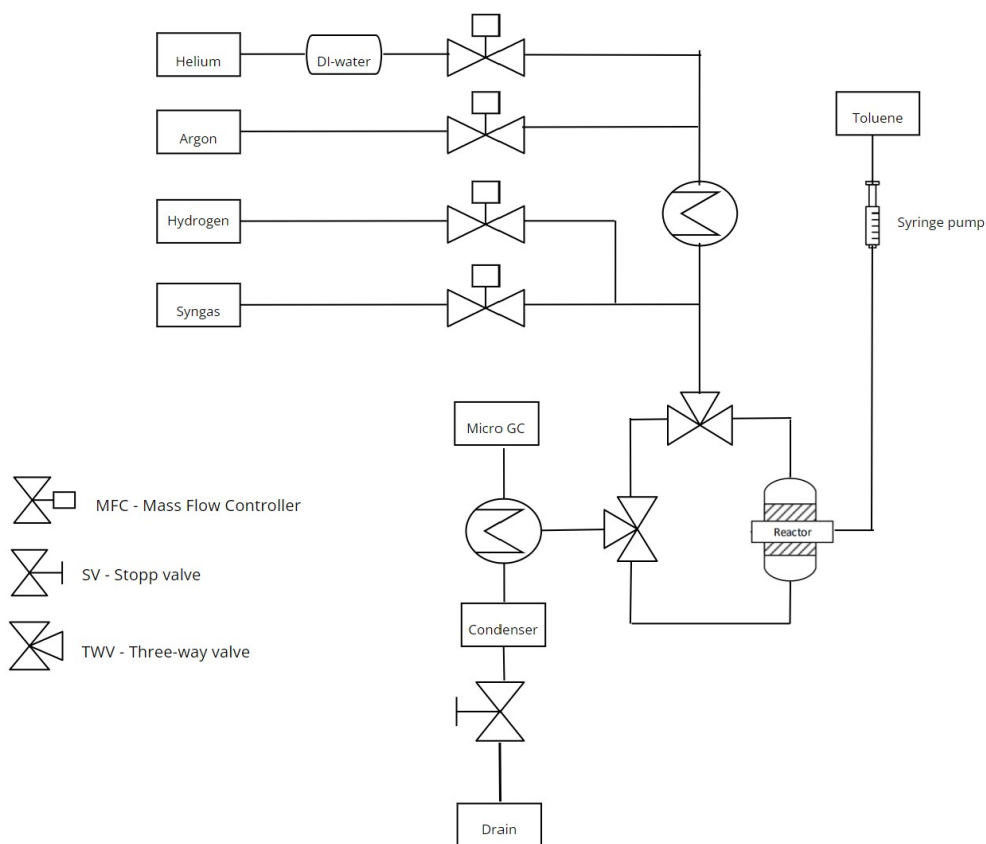 Helium
DI-water
Argon
Toluene
Hydrogen
Syringe pump
Syngas
Micro GC
MFC - Mass Flow Controller
Reactor
SV - Stopp valve
Condenser
TWV - Three-way valve
Drain